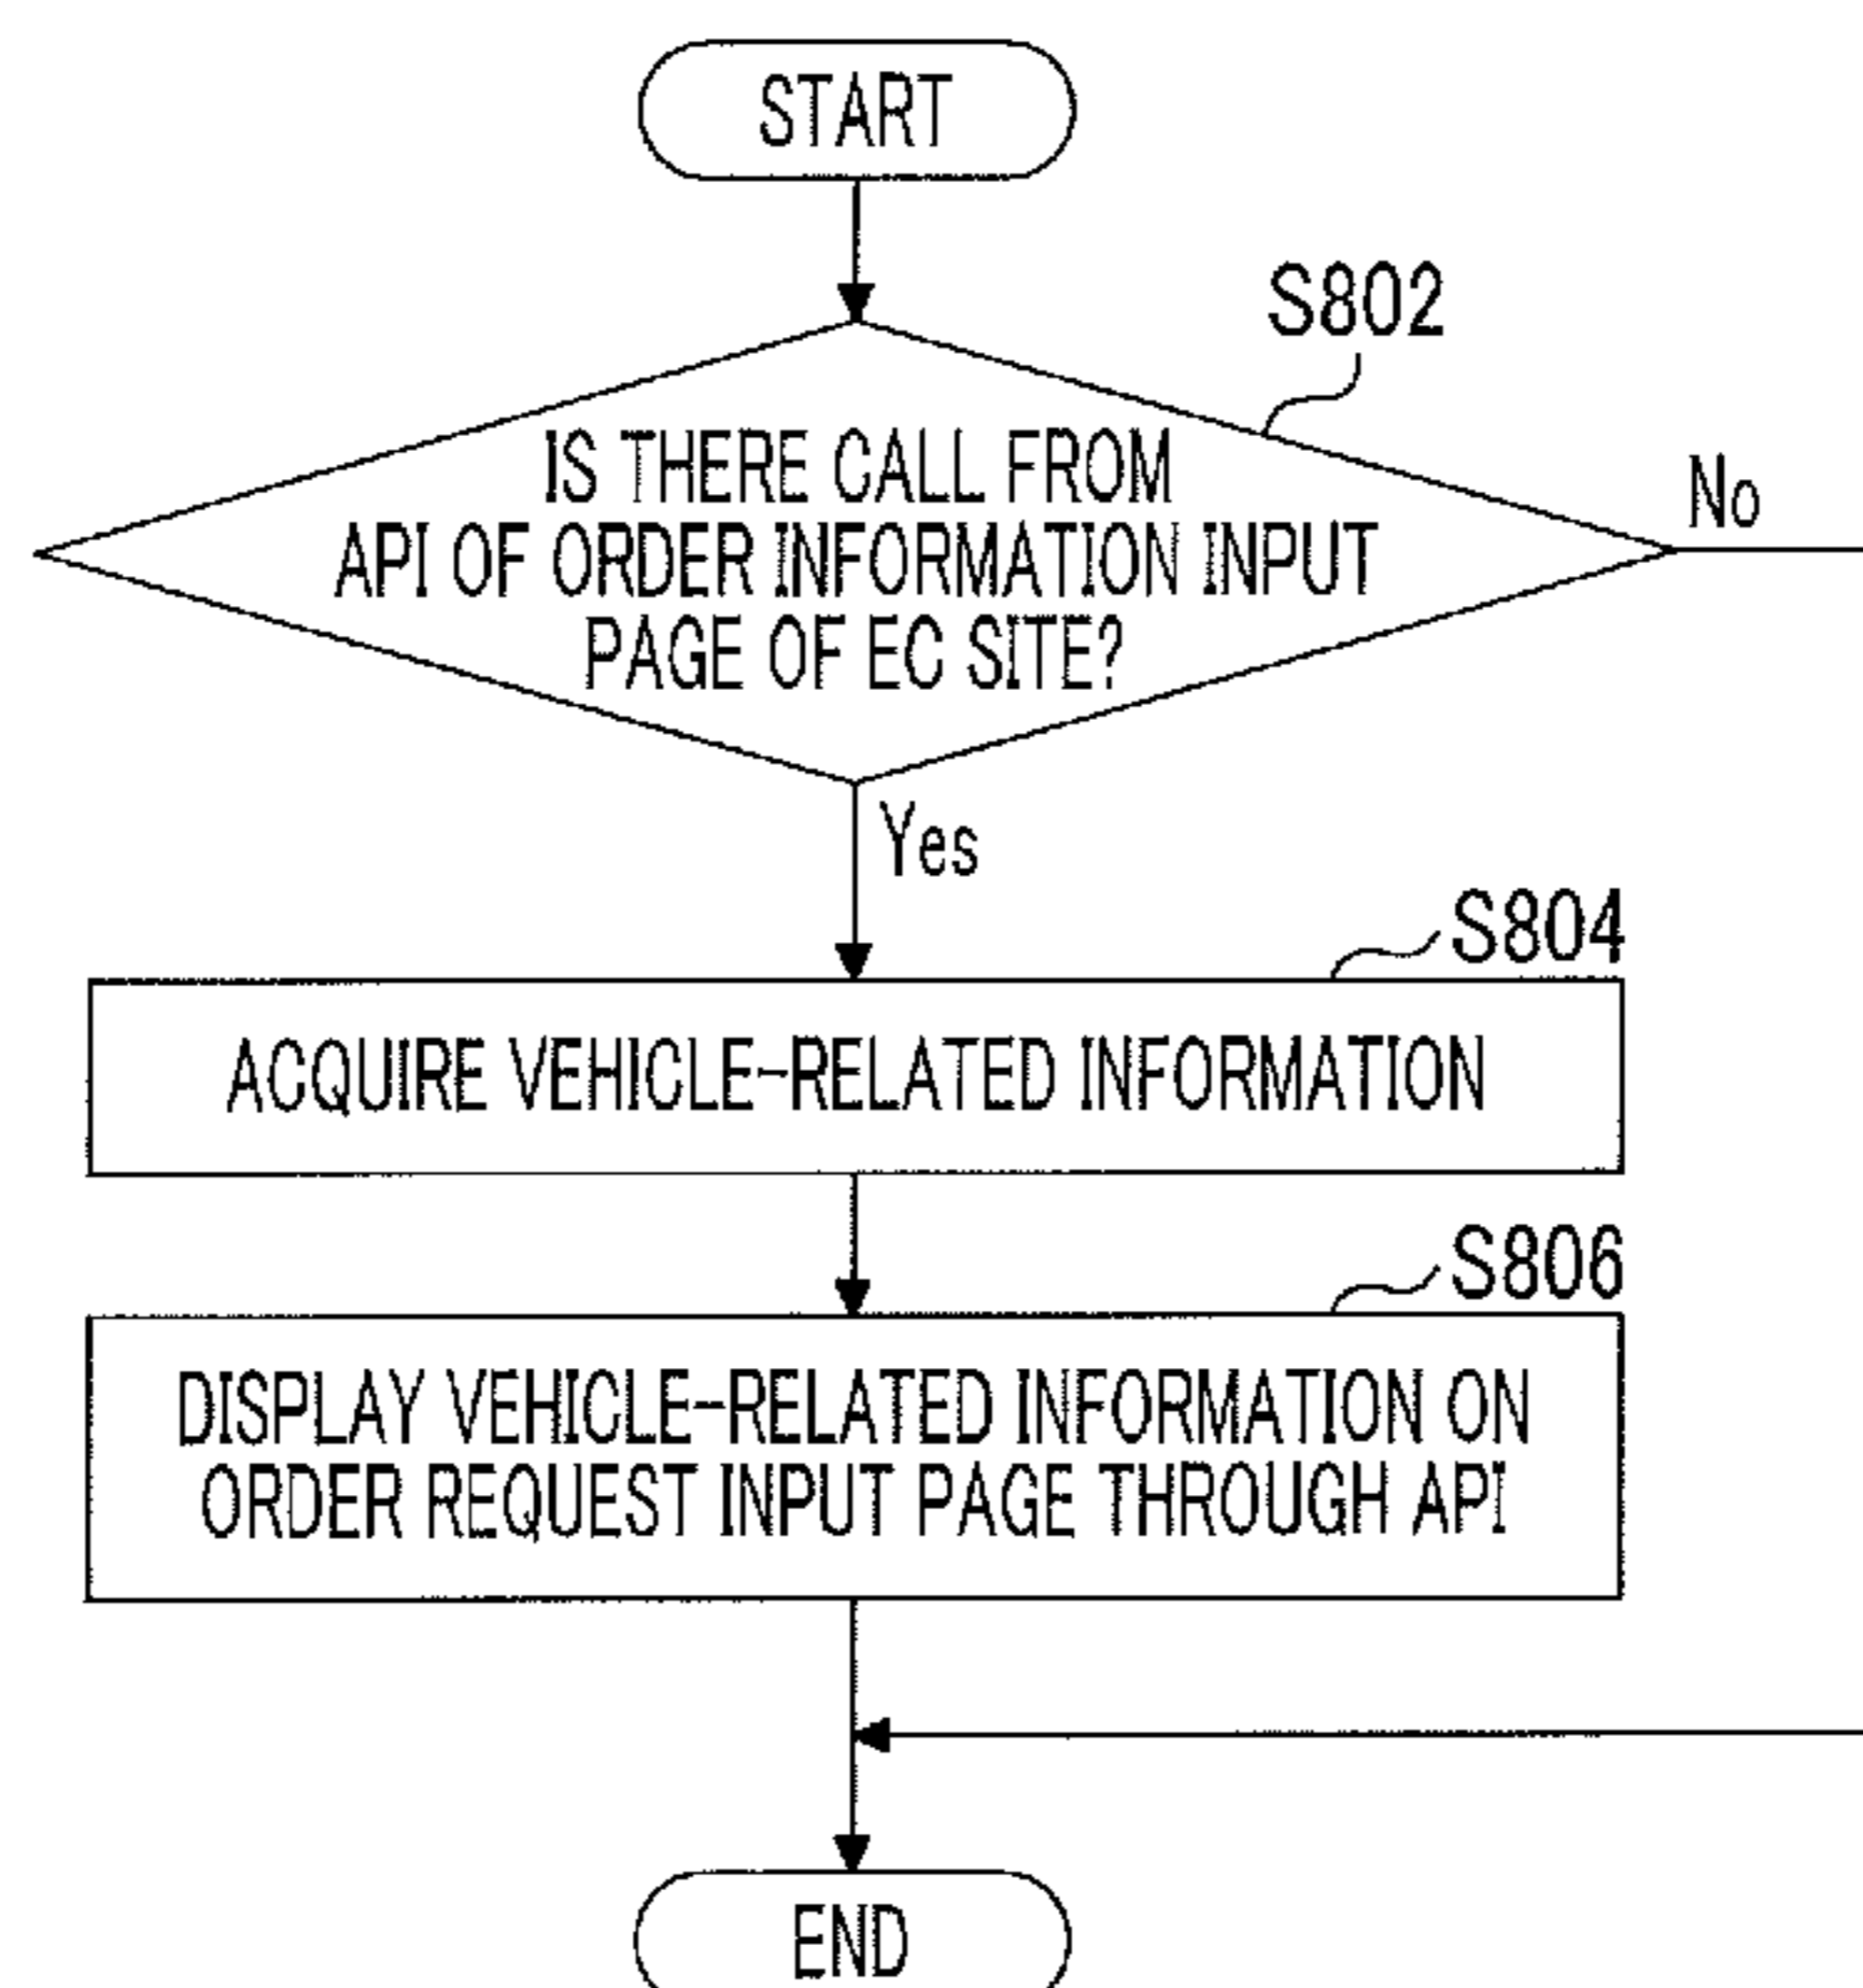 START
S802
IS THERE CALL FROM
API OF ORDER INFORMATION INPUT
PAGE OF EC SITE?
No
Yes
S804
ACQUIRE VEHICLE-RELATED INFORMATION
S806
DISPLAY VEHICLE-RELATED INFORMATION ON
ORDER REQUEST INPUT PAGE THROUGH API
END